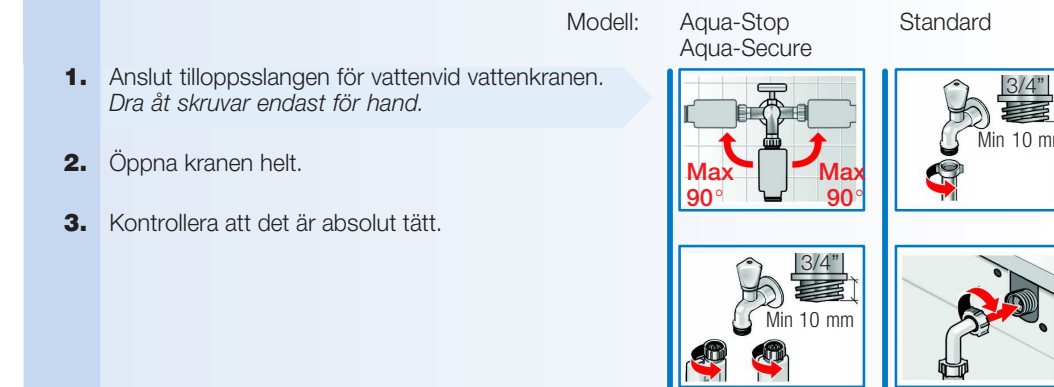 Modell: Aqua-Stop Standard
Aqua-Secure
1. Anslut tilloppsslangen för vattenvid vattenkranen.
Dra åt skruvar endast för hand.
2. Öppna kranen helt.
3. Kontrollera att det är absolut tätt.
Max 90°
Max 90°
3/4"
Min 10 mm
3/4"
Min 10 m